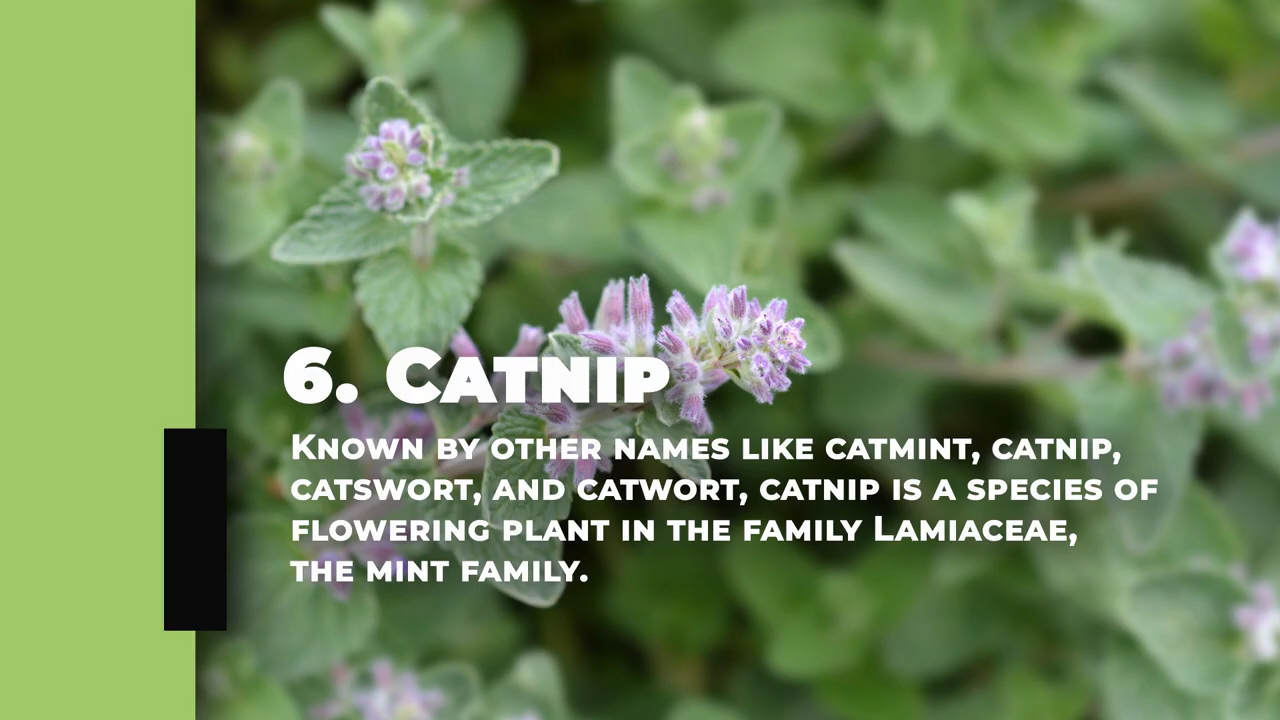 6. Catnip
Known by other names like catmint, catnip,
catswort, and catwort, catnip is a species of
flowering plant in the family Lamiaceae,
the mint family.